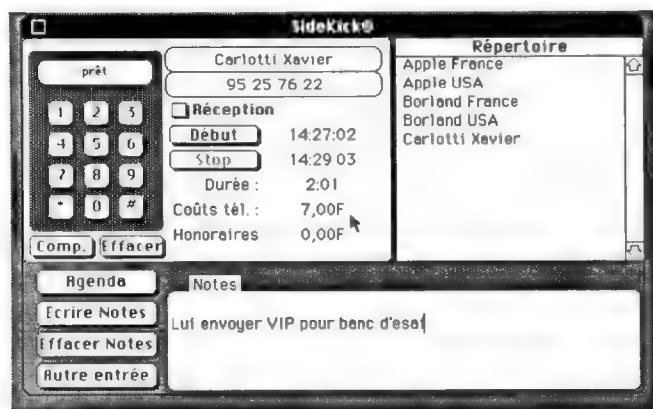 SideKick®
prêt
1 2 3
4 5 6
7 8 9
* 0 #
Comp. Effacer
Carlotti Xavier
95 25 76 22
Réception
Début 14:27:02
Stop 14:29 03
Durée : 2:01
Coûts tél. : 7,00F
Honoraires 0,00F
Répertoire
Apple France
Apple USA
Borland France
Borland USA
Carlotti Xavier
Agenda
Ecrire Notes
Effacer Notes
Autre entrée
Notes
Lui envoyer VIP pour banc d'esai